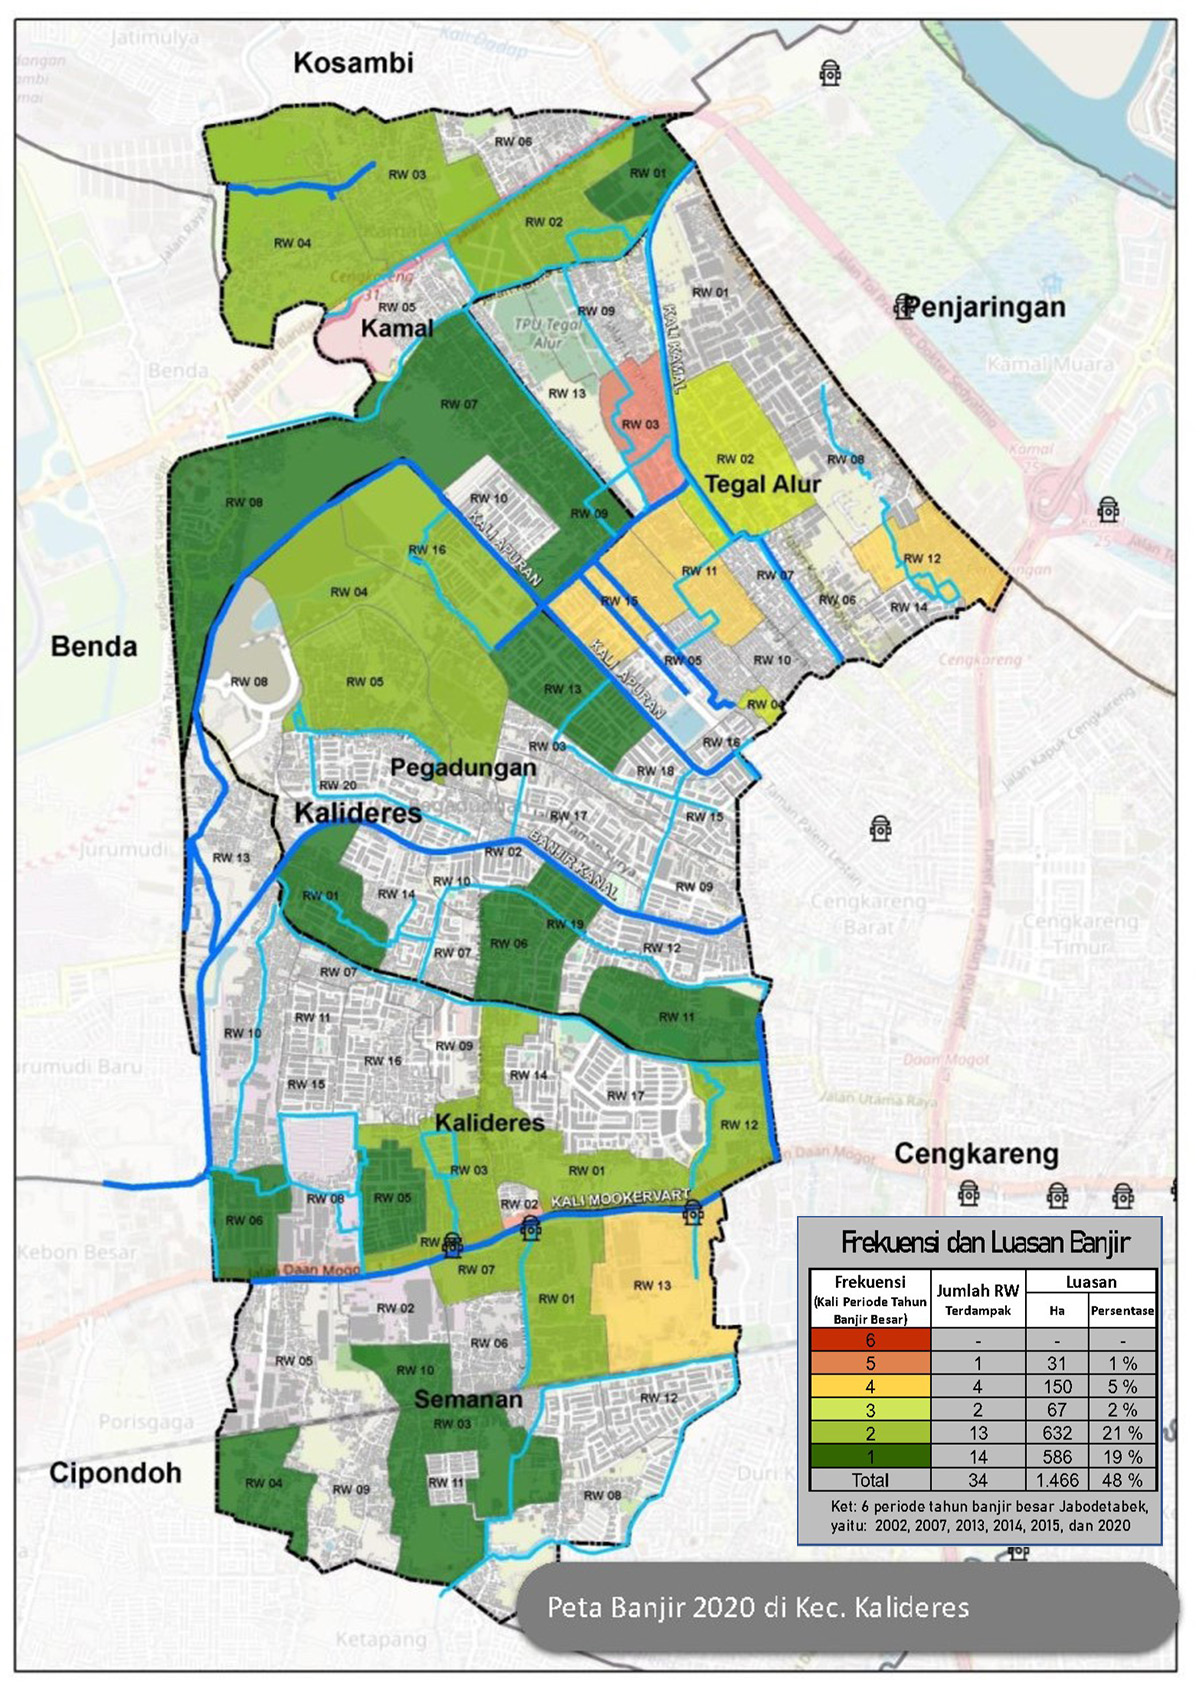 Jatimulya
Kali Dadap
Kosambi
RW 06
RW 03
RW 01
RW 02
RW 04
Kamal
Cengkareng
31
RW 05
Kamal
RW 09
RW 01
KALI KAMAL
Penjaringan
TPU Tegal
Alur
Benda
Kamal Muara
RW 07
RW 13
RW 03
RW 02
RW 08
Tegal Alur
Kamal
25
RW 08
RW 10
RW 09
KALI APURAN
RW 16
RW 04
RW 12
RW 11
RW 07
RW 15
RW 06
RW 14
Benda
KALI APURAN
RW 05
RW 10
Cengkareng
RW 08
RW 05
RW 13
RW 04
Jalan Kapuk Cengkareng
RW 03
RW 16
RW 18
Pegadungan
RW 20
Kalideres
RW 17
RW 15
Jurumudi
RW 13
RW 02
BANJIR KANAL
RW 10
RW 09
RW 01
RW 14
Cengkareng
Barat
Cengkareng
Timur
RW 19
RW 06
RW 07
RW 12
RW 07
RW 11
RW 11
RW 10
RW 09
RW 16
RW 15
RW 14
RW 17
Daan Mogot
Jalan Utama Raya
Jurumudi Baru
Kalideres
RW 12
Cengkareng
RW 03
RW 01
RW 08
RW 05
RW 02
KALI MOOKERVART
RW 06
Kebon Besar
Jalan Daan Mogot
RW 07
RW 13
RW 01
RW 02
RW 06
RW 05
RW 10
Semanan
RW 03
RW 12
Porisgaga
Cipondoh
RW 04
RW 09
RW 11
RW 08
Ketapang
Frekuensi dan Luasan Banjir
Frekuensi
(Kali Periode Tahun
Banjir Besar)
Jumlah RW
Terdampak
Luasan
Ha Persentase
6 - - -
5 1 31 1 %
4 4 150 5 %
3 2 67 2 %
2 13 632 21 %
1 14 586 19 %
Total 34 1.466 48 %
Ket: 6 periode tahun banjir besar Jabodetabek,
yaitu: 2002, 2007, 2013, 2014, 2015, dan 2020
Peta Banjir 2020 di Kec. Kalideres